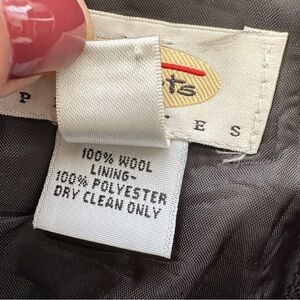 ts
P E T I T E S
100% WOOL
LINING-
100% POLYESTER
DRY CLEAN ONLY